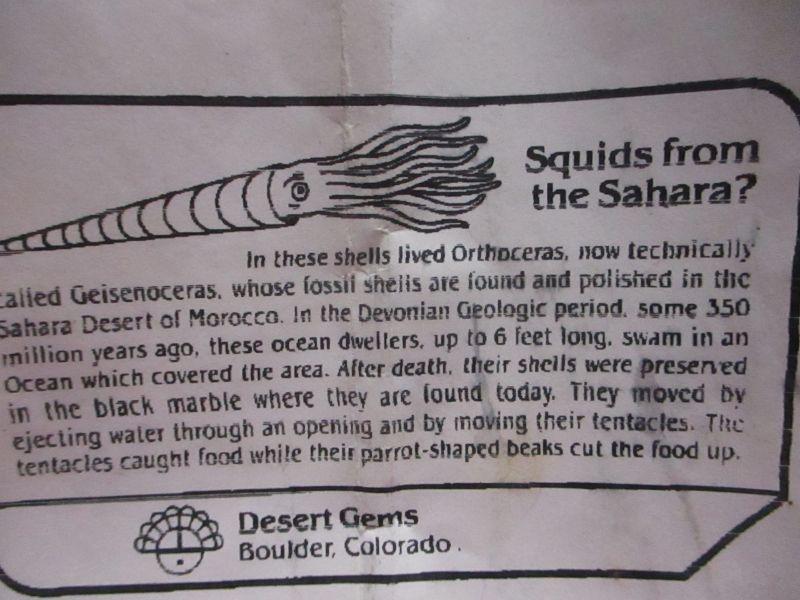 Squids from
the Sahara?
In these shells lived Orthoceras, now technically
called Geisenoceras, whose fossil shells are found and polished in the
Sahara Desert of Morocco. In the Devonian Geologic period, some 350
million years ago, these ocean dwellers, up to 6 feet long, swam in an
Ocean which covered the area. After death, their shells were preserved
in the black marble where they are found today. They moved by
ejecting water through an opening and by moving their tentacles. The
tentacles caught food while their parrot-shaped beaks cut the food up.
Desert Gems
Boulder, Colorado.